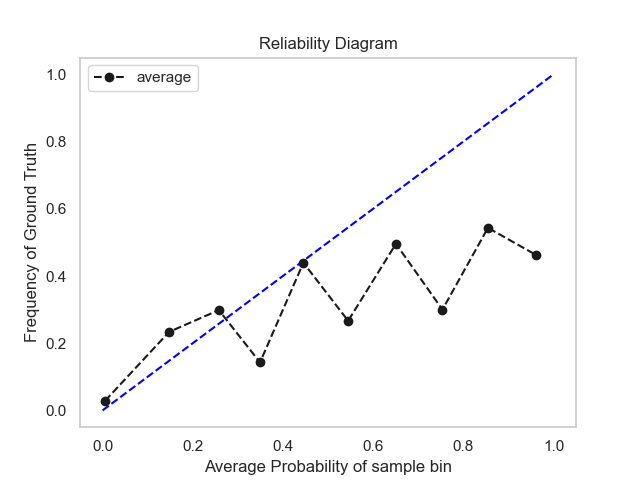 Reliability Diagram
average
Frequency of Ground Truth
1.0
0.8
0.6
0.4
0.2
0.0
0.0 0.2 0.4 0.6 0.8 1.0
Average Probability of sample bin